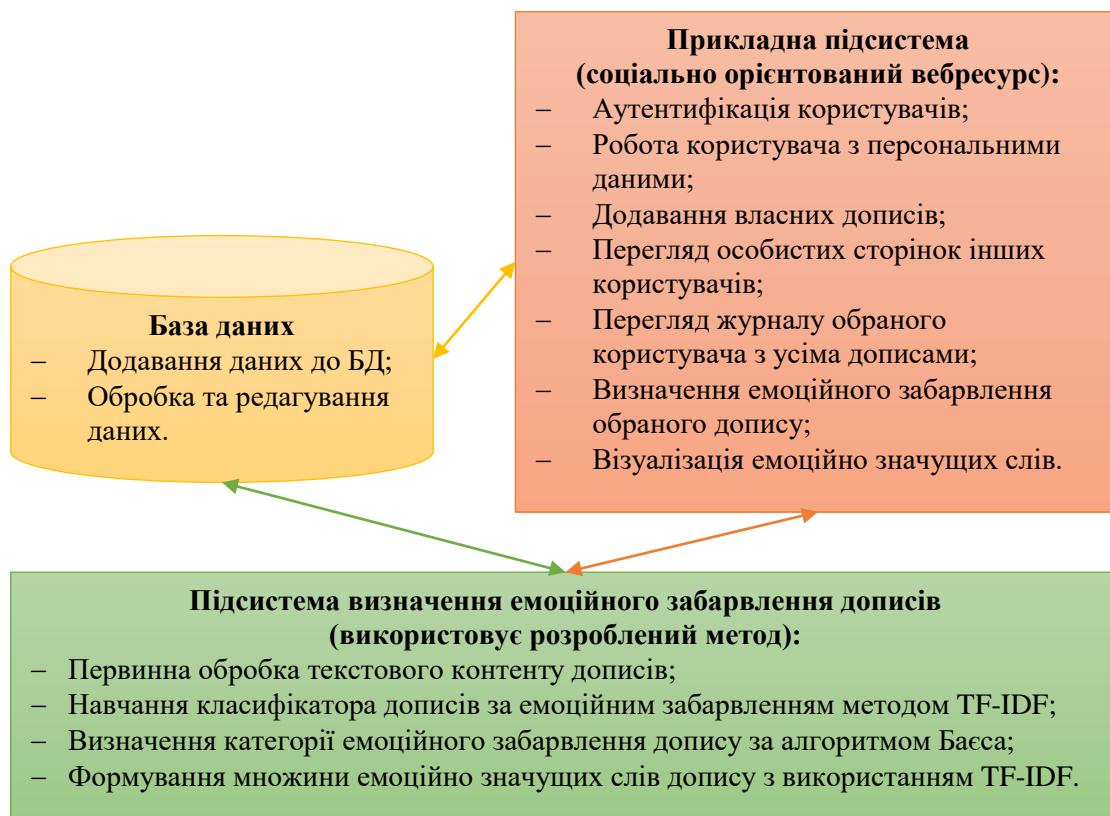 Прикладна підсистема
(соціально орієнтований вебресурс):
– Аутентифікація користувачів;
– Робота користувача з персональними
даними;
– Додавання власних дописів;
– Перегляд особистих сторінок інших
користувачів;
– Перегляд журналу обраного
користувача з усіма дописами;
– Визначення емоційного забарвлення
обраного допису;
– Візуалізація емоційно значущих слів.
База даних
– Додавання даних до БД;
– Обробка та редагування
даних.
Підсистема визначення емоційного забарвлення дописів
(використовує розроблений метод):
– Первинна обробка текстового контенту дописів;
– Навчання класифікатора дописів за емоційним забарвленням методом TF-IDF;
– Визначення категорії емоційного забарвлення допису за алгоритмом Баєса;
– Формування множини емоційно значущих слів допису з використанням TF-IDF.